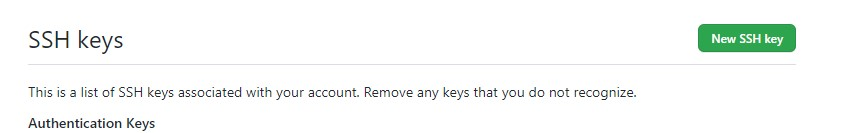 SSH keys
New SSH key
This is a list of SSH keys associated with your account. Remove any keys that you do not recognize.
Authentication Keys